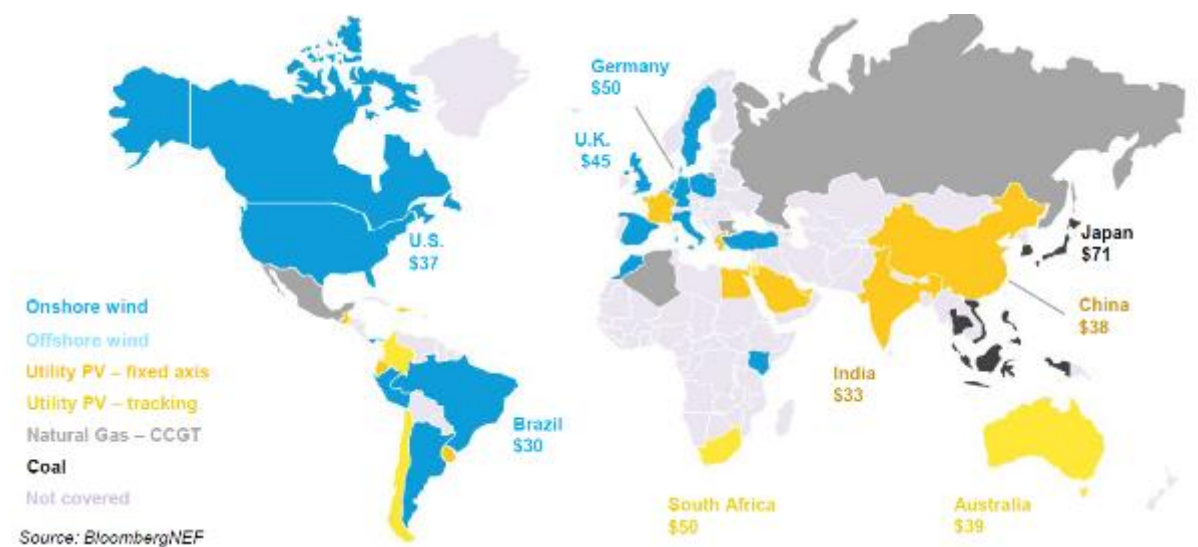 Germany
$50
U.K.
$45
U.S.
$37
Japan
$71
China
$38
India
$33
Brazil
$30
South Africa
$50
Australia
$39
Onshore wind
Offshore wind
Utility PV – fixed axis
Utility PV – tracking
Natural Gas – CCGT
Coal
Not covered
Source: BloombergNEF